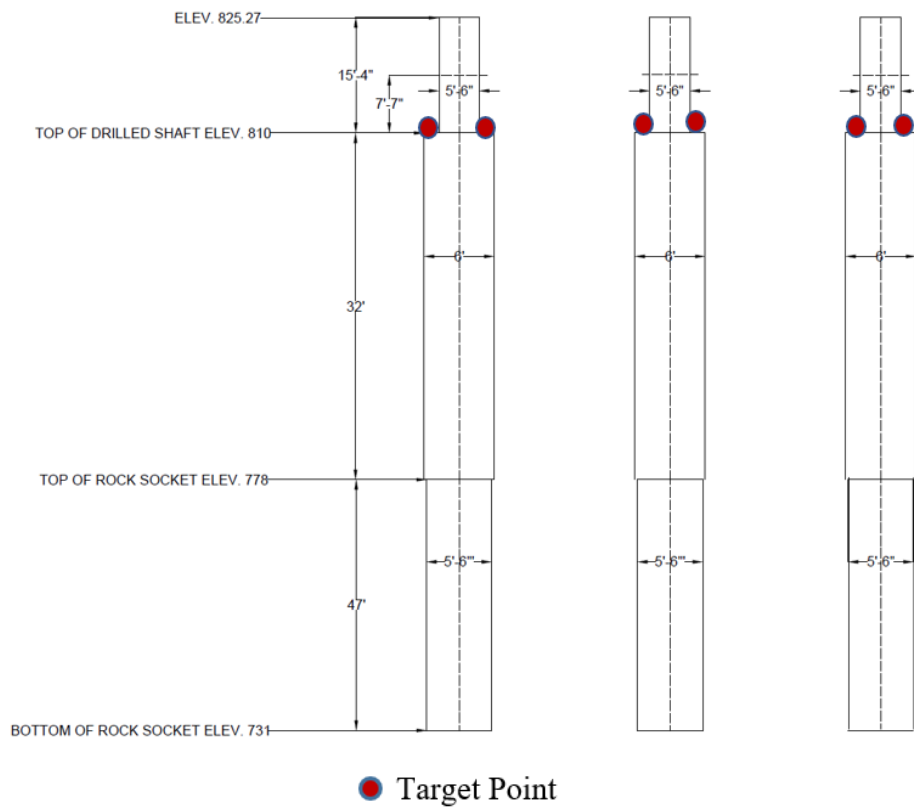 ELEV. 825.27
15'-4"
7'-7"
5'-6"
5'-6"
5'-6"
TOP OF DRILLED SHAFT ELEV. 810
6'
6'
6'
32'
TOP OF ROCK SOCKET ELEV. 778
5'-6'"
5'-6'"
5'-6"
47'
BOTTOM OF ROCK SOCKET ELEV. 731
Target Point